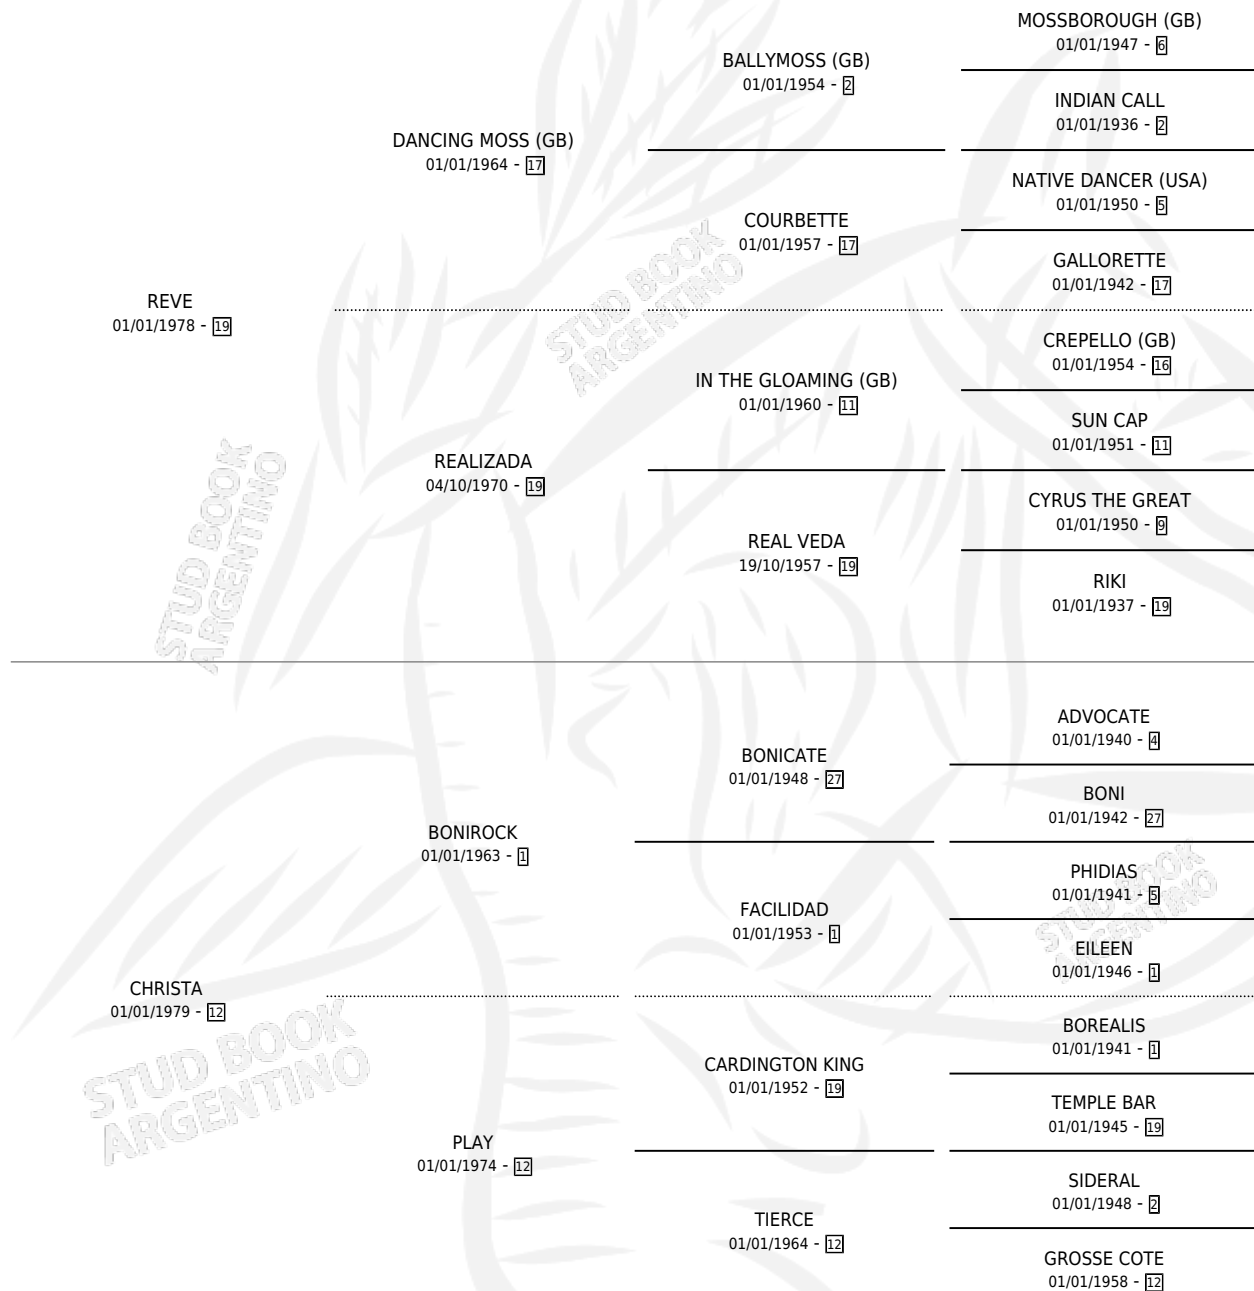 MOSSBOROUGH (GB)
01/01/1947 - 6
BALLYMOSS (GB)
01/01/1954 - 2
INDIAN CALL
01/01/1936 - 2
DANCING MOSS (GB)
01/01/1964 - 17
NATIVE DANCER (USA)
01/01/1950 - 5
COURBETTE
01/01/1957 - 17
GALLORETTE
01/01/1942 - 17
REVE
01/01/1978 - 19
CREPELLO (GB)
01/01/1954 - 16
IN THE GLOAMING (GB)
01/01/1960 - 11
SUN CAP
01/01/1951 - 11
REALIZADA
04/10/1970 - 19
CYRUS THE GREAT
01/01/1950 - 9
REAL VEDA
19/10/1957 - 19
RIKI
01/01/1937 - 19
ADVOCATE
01/01/1940 - 4
BONICATE
01/01/1948 - 27
BONI
01/01/1942 - 27
BONIROCK
01/01/1963 - 1
PHIDIAS
01/01/1941 - 5
FACILIDAD
01/01/1953 - 1
EILEEN
01/01/1946 - 1
CHRISTA
01/01/1979 - 12
BOREALIS
01/01/1941 - 1
CARDINGTON KING
01/01/1952 - 19
TEMPLE BAR
01/01/1945 - 19
PLAY
01/01/1974 - 12
SIDERAL
01/01/1948 - 2
TIERCE
01/01/1964 - 12
GROSSE COTE
01/01/1958 - 12
STUD BOOK
ARGENTINO
STUD BOOK
ARGENTINO
STUD BOOK
ARGENTINO
STUD BOOK
ARGENTINO